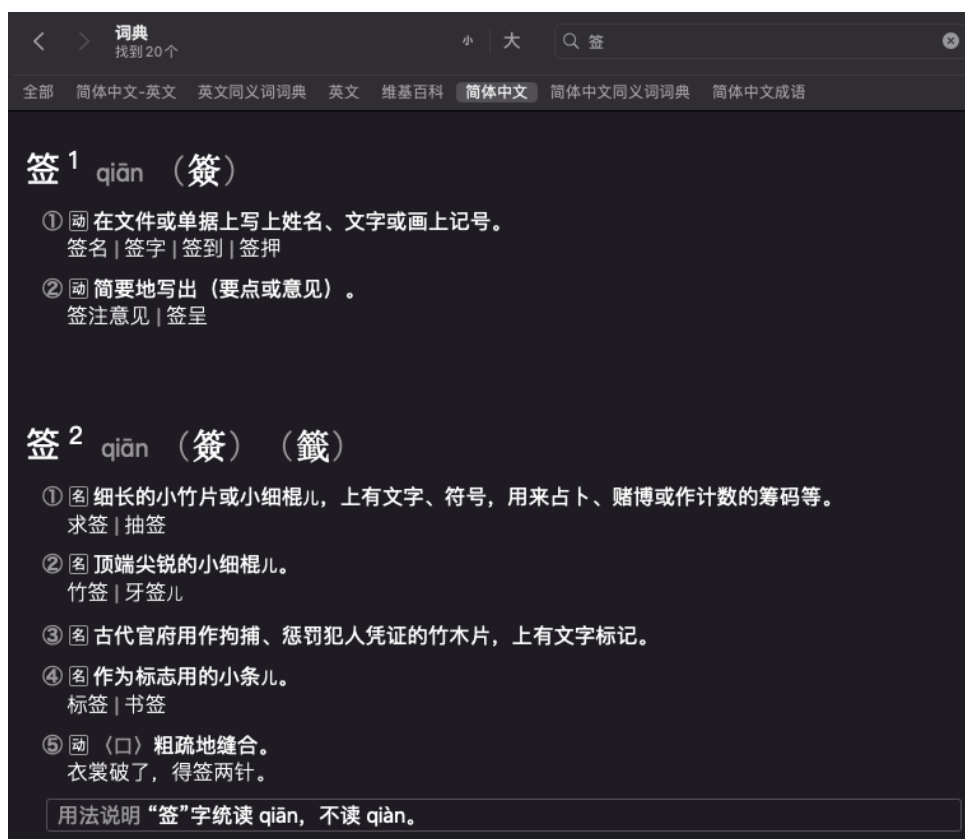 词典
找到20个
小 大
签
全部 简体中文-英文 英文同义词词典 英文 维基百科 简体中文 简体中文同义词词典 简体中文成语
签1 qiān （簽）
① 动 在文件或单据上写上姓名、文字或画上记号。
签名 | 签字 | 签到 | 签押
② 动 简要地写出（要点或意见）。
签注意见 | 签呈
签2 qiān （簽）（籤）
① 名 细长的小竹片或小细棍儿，上有文字、符号，用来占卜、赌博或作计数的筹码等。
求签 | 抽签
② 名 顶端尖锐的小细棍儿。
竹签 | 牙签儿
③ 名 古代官府用作拘捕、惩罚犯人凭证的竹木片，上有文字标记。
④ 名 作为标志用的小条儿。
标签 | 书签
⑤ 动 〈口〉粗疏地缝合。
衣裳破了，得签两针。
用法说明 “签”字统读 qiān，不读 qiàn。